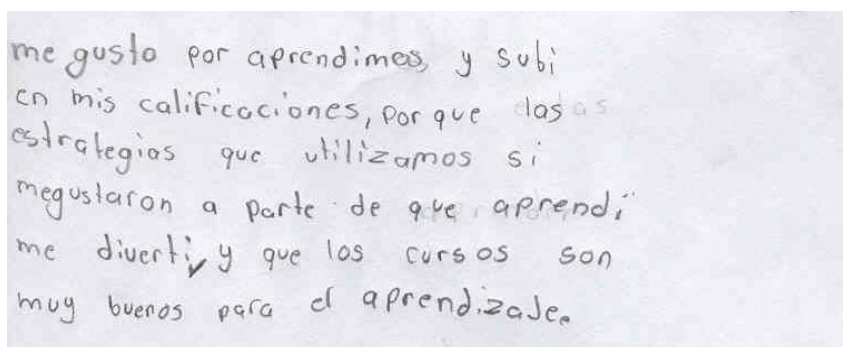 me gusto por aprendimos, y subi
en mis calificaciones, por que las
estrategias que utilizamos si
megustaron a parte de que aprendi
me diverti, y que los cursos son
muy buenos para el aprendizaje.